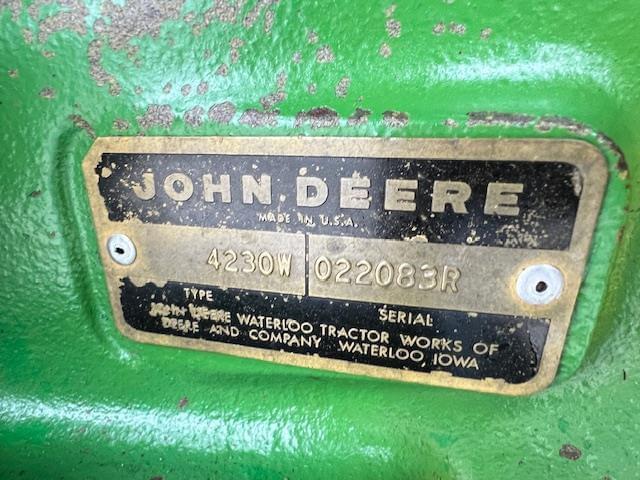 JOHN DEERE
MADE IN U.S.A.
4230W 022083R
TYPE SERIAL
JOHN DEERE WATERLOO TRACTOR WORKS OF
DEERE AND COMPANY WATERLOO, IOWA